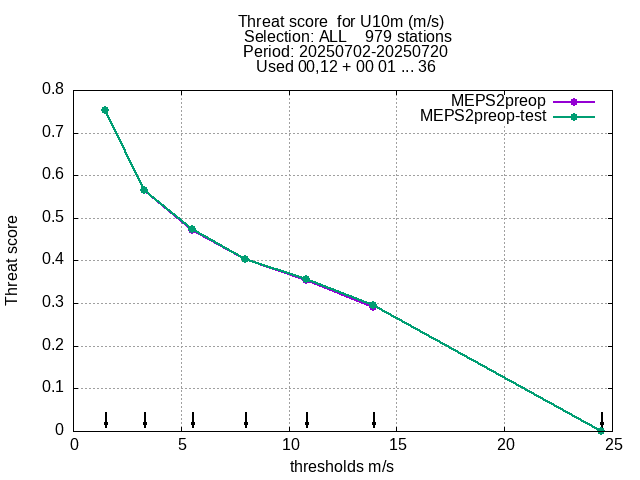 Threat score  for U10m (m/s)
Selection: ALL    979 stations
Period: 20250702-20250720
Used 00,12 + 00 01 ... 36
MEPS2preop
MEPS2preop-test
0.8
0.7
0.6
0.5
0.4
0.3
0.2
0.1
0
Threat score
0 5 10 15 20 25
thresholds m/s